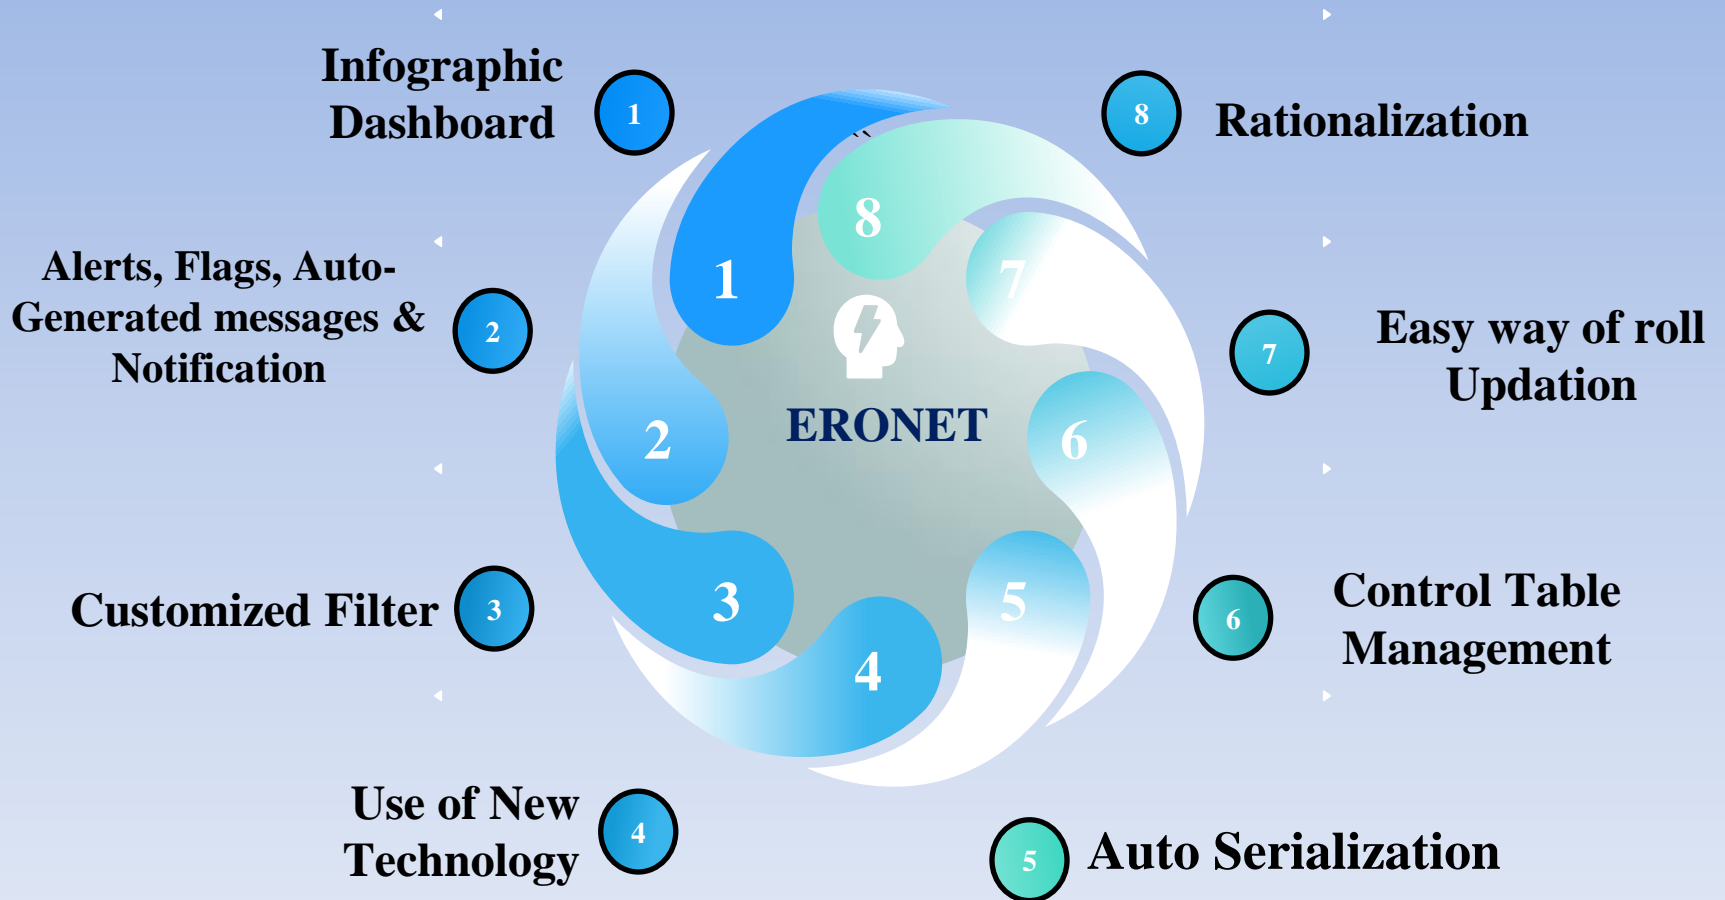 Infographic
Dashboard
1
Alerts, Flags, Auto-
Generated messages &
Notification
2
Customized Filter
3
Use of New
Technology
4
1
2
3
4
5
6
7
8
ERONET
8
Rationalization
7
Easy way of roll
Updation
6
Control Table
Management
5
Auto Serialization